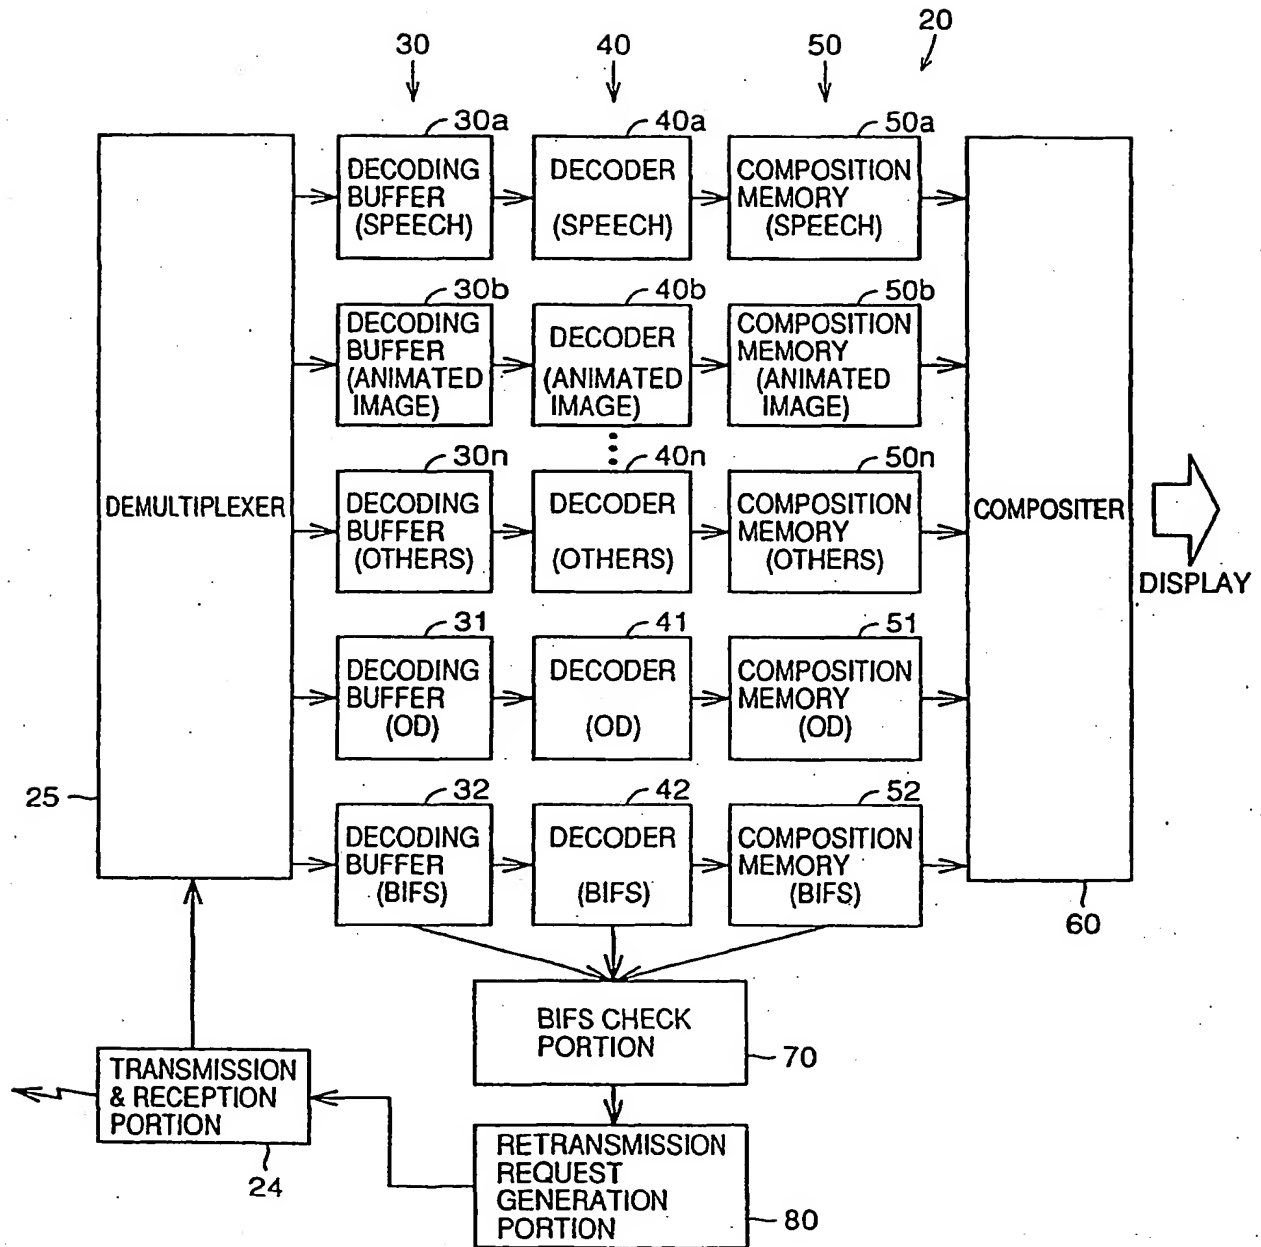 20
30
40
50
30a
40a
50a
DECODING
BUFFER
(SPEECH)
DECODER
(SPEECH)
COMPOSITION
MEMORY
(SPEECH)
30b
40b
50b
DECODING
BUFFER
(ANIMATED
IMAGE)
DECODER
(ANIMATED
IMAGE)
COMPOSITION
MEMORY
(ANIMATED
IMAGE)
30n
40n
50n
DEMULTIPLEXER
DECODING
BUFFER
(OTHERS)
DECODER
(OTHERS)
COMPOSITION
MEMORY
(OTHERS)
COMPOSITER
DISPLAY
31
41
51
DECODING
BUFFER
(OD)
DECODER
(OD)
COMPOSITION
MEMORY
(OD)
25
32
42
52
DECODING
BUFFER
(BIFS)
DECODER
(BIFS)
COMPOSITION
MEMORY
(BIFS)
60
BIFS CHECK
PORTION
70
TRANSMISSION
& RECEPTION
PORTION
24
RETRANSMISSION
REQUEST
GENERATION
PORTION
80